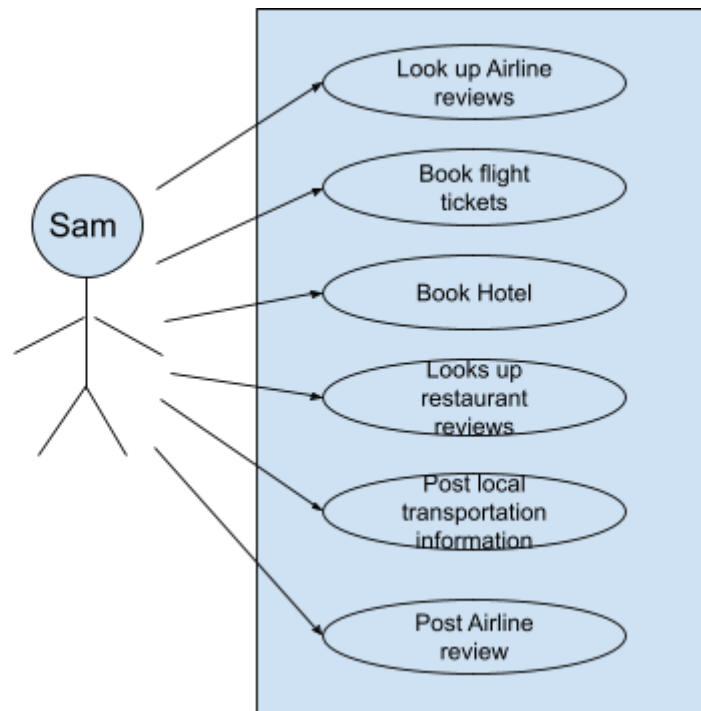 Look up Airline
reviews
Book flight
tickets
Sam
Book Hotel
Looks up
restaurant
reviews
Post local
transportation
information
Post Airline
review